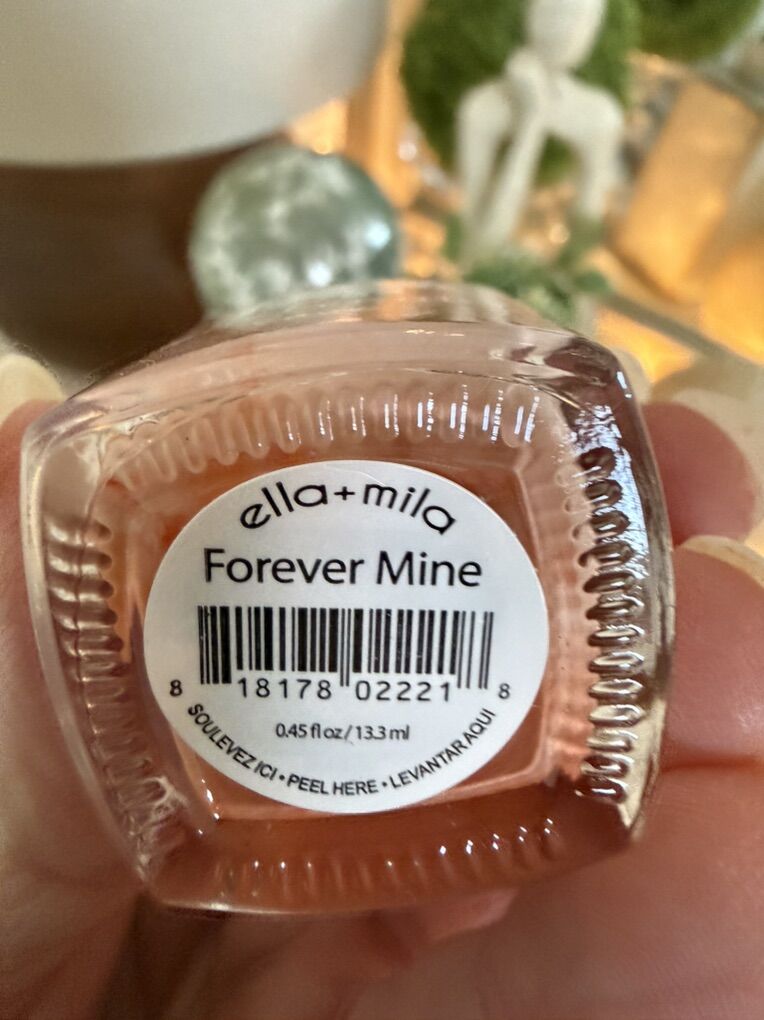 ella+mila
Forever Mine
8 18178 02221 8
0.45 fl oz / 13.3 ml
SOULEVEZ ICI • PEEL HERE • LEVANTAR AQUI